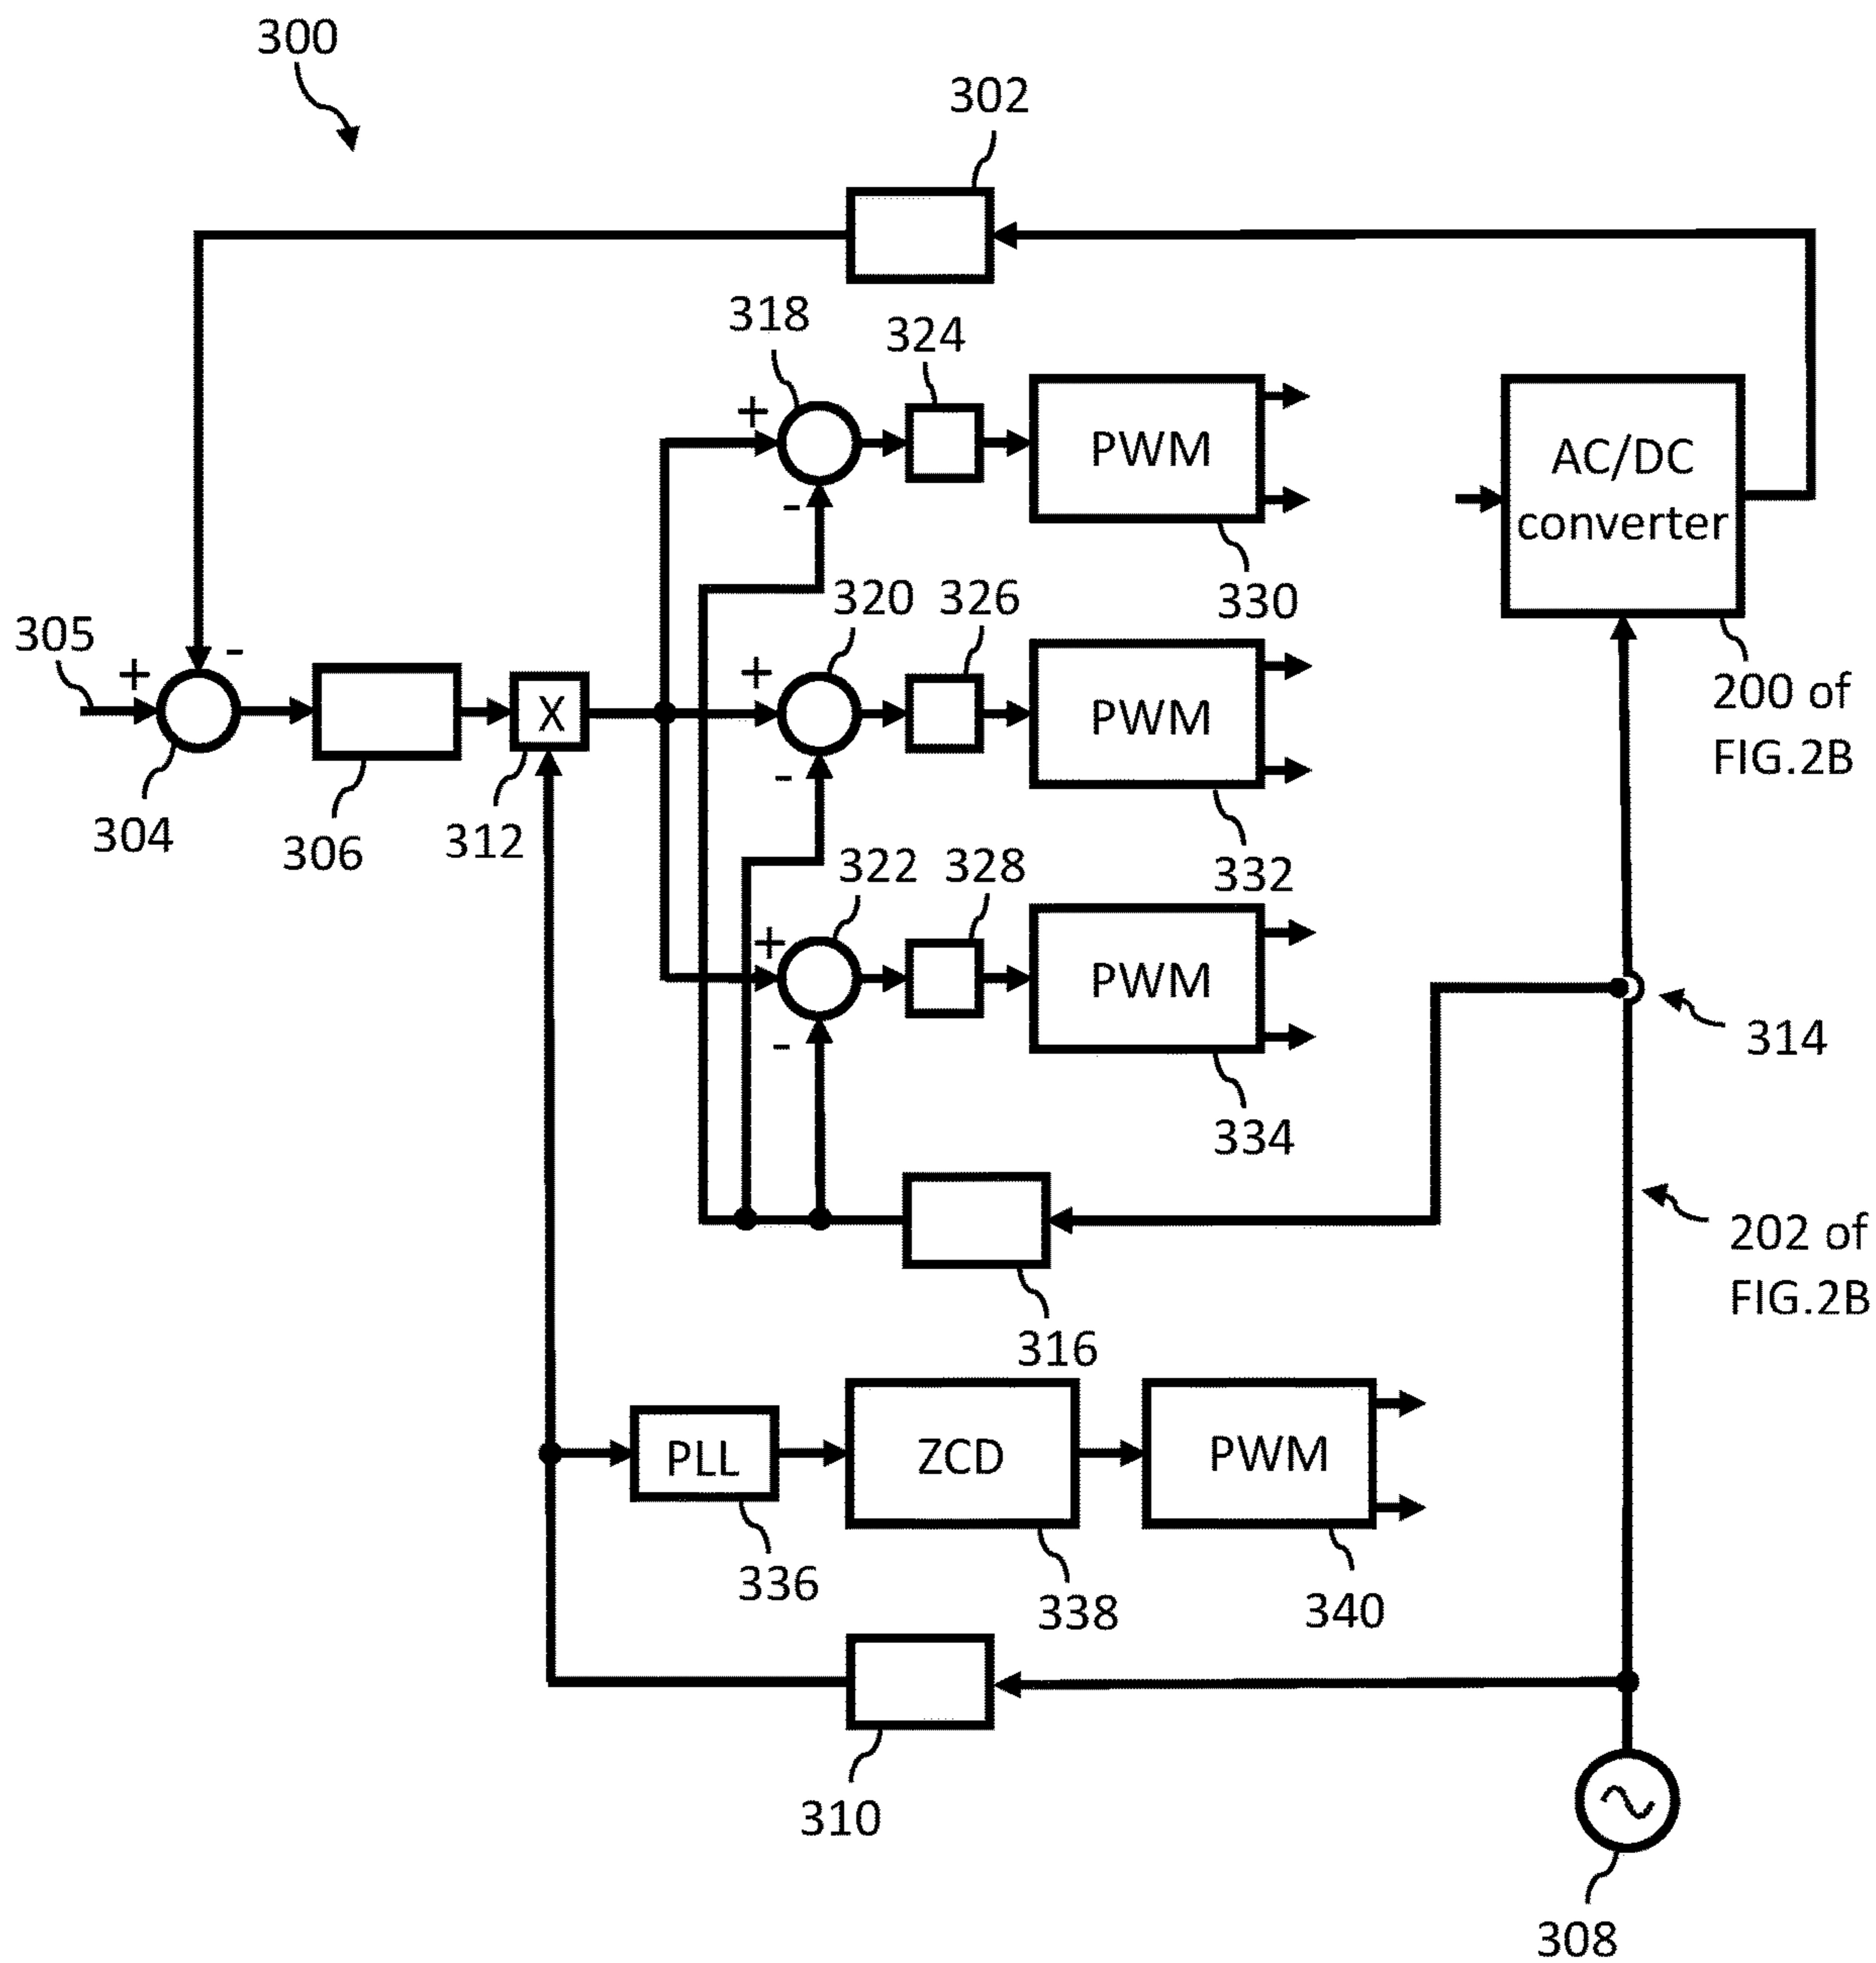 300
302
318
324
PWM
AC/DC
converter
330
320
326
305
+
-
+
-
+
-
+
-
X
PWM
200 of
FIG.2B
304
306
312
332
322
328
PWM
314
334
202 of
FIG.2B
316
PLL
ZCD
PWM
336
338
340
310
308